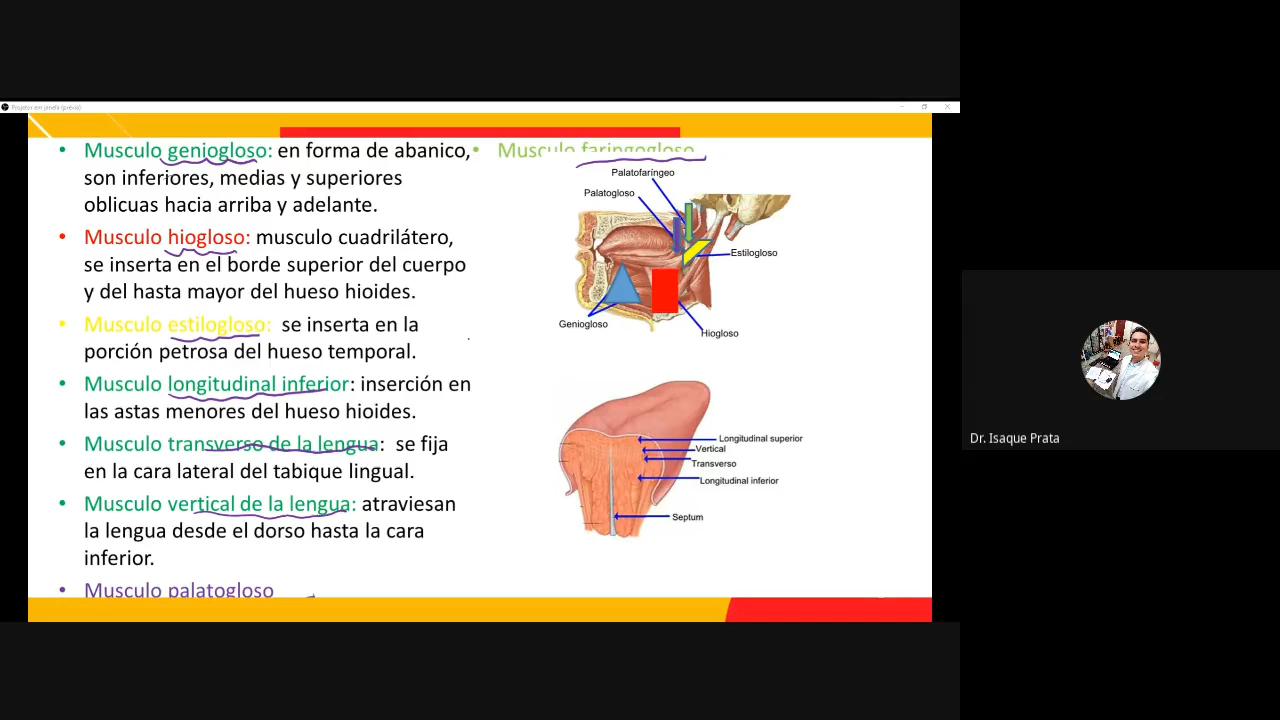 Projetor em janela (prévia)
• Musculo geniogloso: en forma de abanico,
son inferiores, medias y superiores
oblicuas hacia arriba y adelante.
• Musculo hiogloso: musculo cuadrilátero,
se inserta en el borde superior del cuerpo
y del hasta mayor del hueso hioides.
• Musculo estilogloso: se inserta en la
porción petrosa del hueso temporal.
• Musculo longitudinal inferior: inserción en
las astas menores del hueso hioides.
• Musculo transverso de la lengua: se fija
en la cara lateral del tabique lingual.
• Musculo vertical de la lengua: atraviesan
la lengua desde el dorso hasta la cara
inferior.
• Musculo palatogloso
• Musculo faringogloso
Palatofaríngeo
Palatogloso
Estilogloso
Geniogloso
Hiogloso
Longitudinal superior
Vertical
Transverso
Longitudinal inferior
Septum
Dr. Isaque Prata